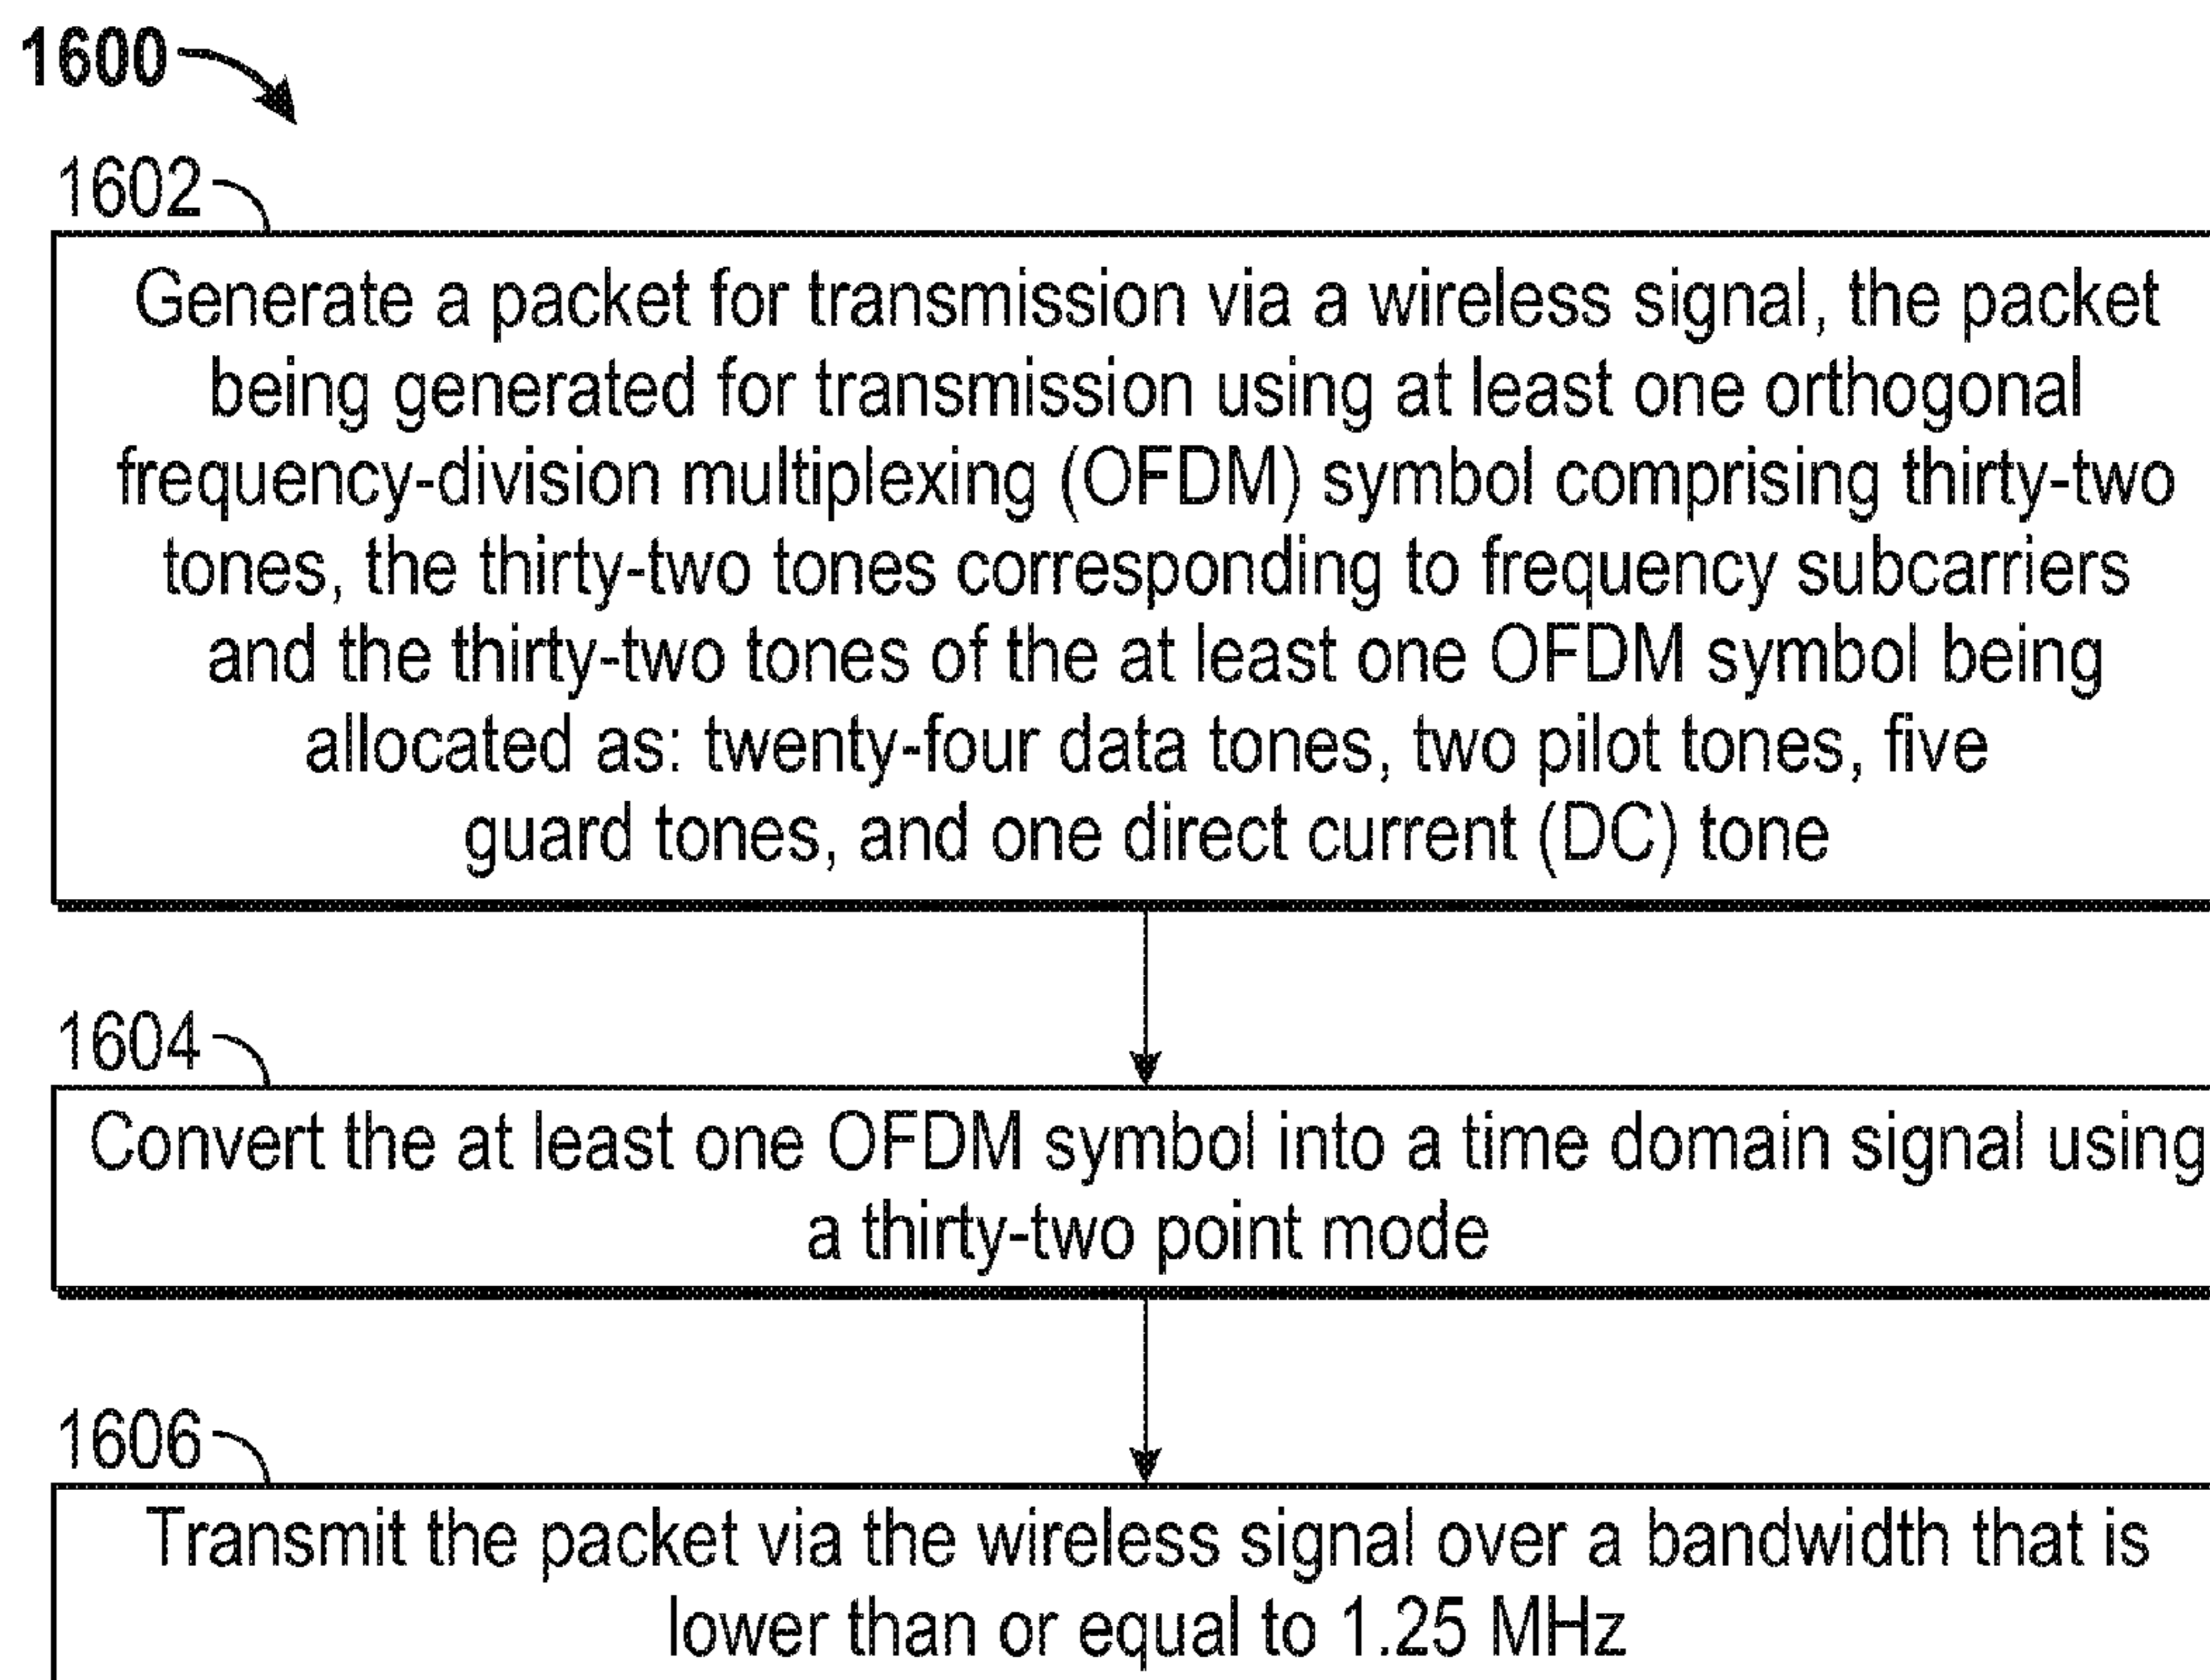 1600
1602
Generate a packet for transmission via a wireless signal, the packet
being generated for transmission using at least one orthogonal
frequency-division multiplexing (OFDM) symbol comprising thirty-two
tones, the thirty-two tones corresponding to frequency subcarriers
and the thirty-two tones of the at least one OFDM symbol being
allocated as: twenty-four data tones, two pilot tones, five
guard tones, and one direct current (DC) tone
1604
Convert the at least one OFDM symbol into a time domain signal using
a thirty-two point mode
1606
Transmit the packet via the wireless signal over a bandwidth that is
lower than or equal to 1.25 MHz